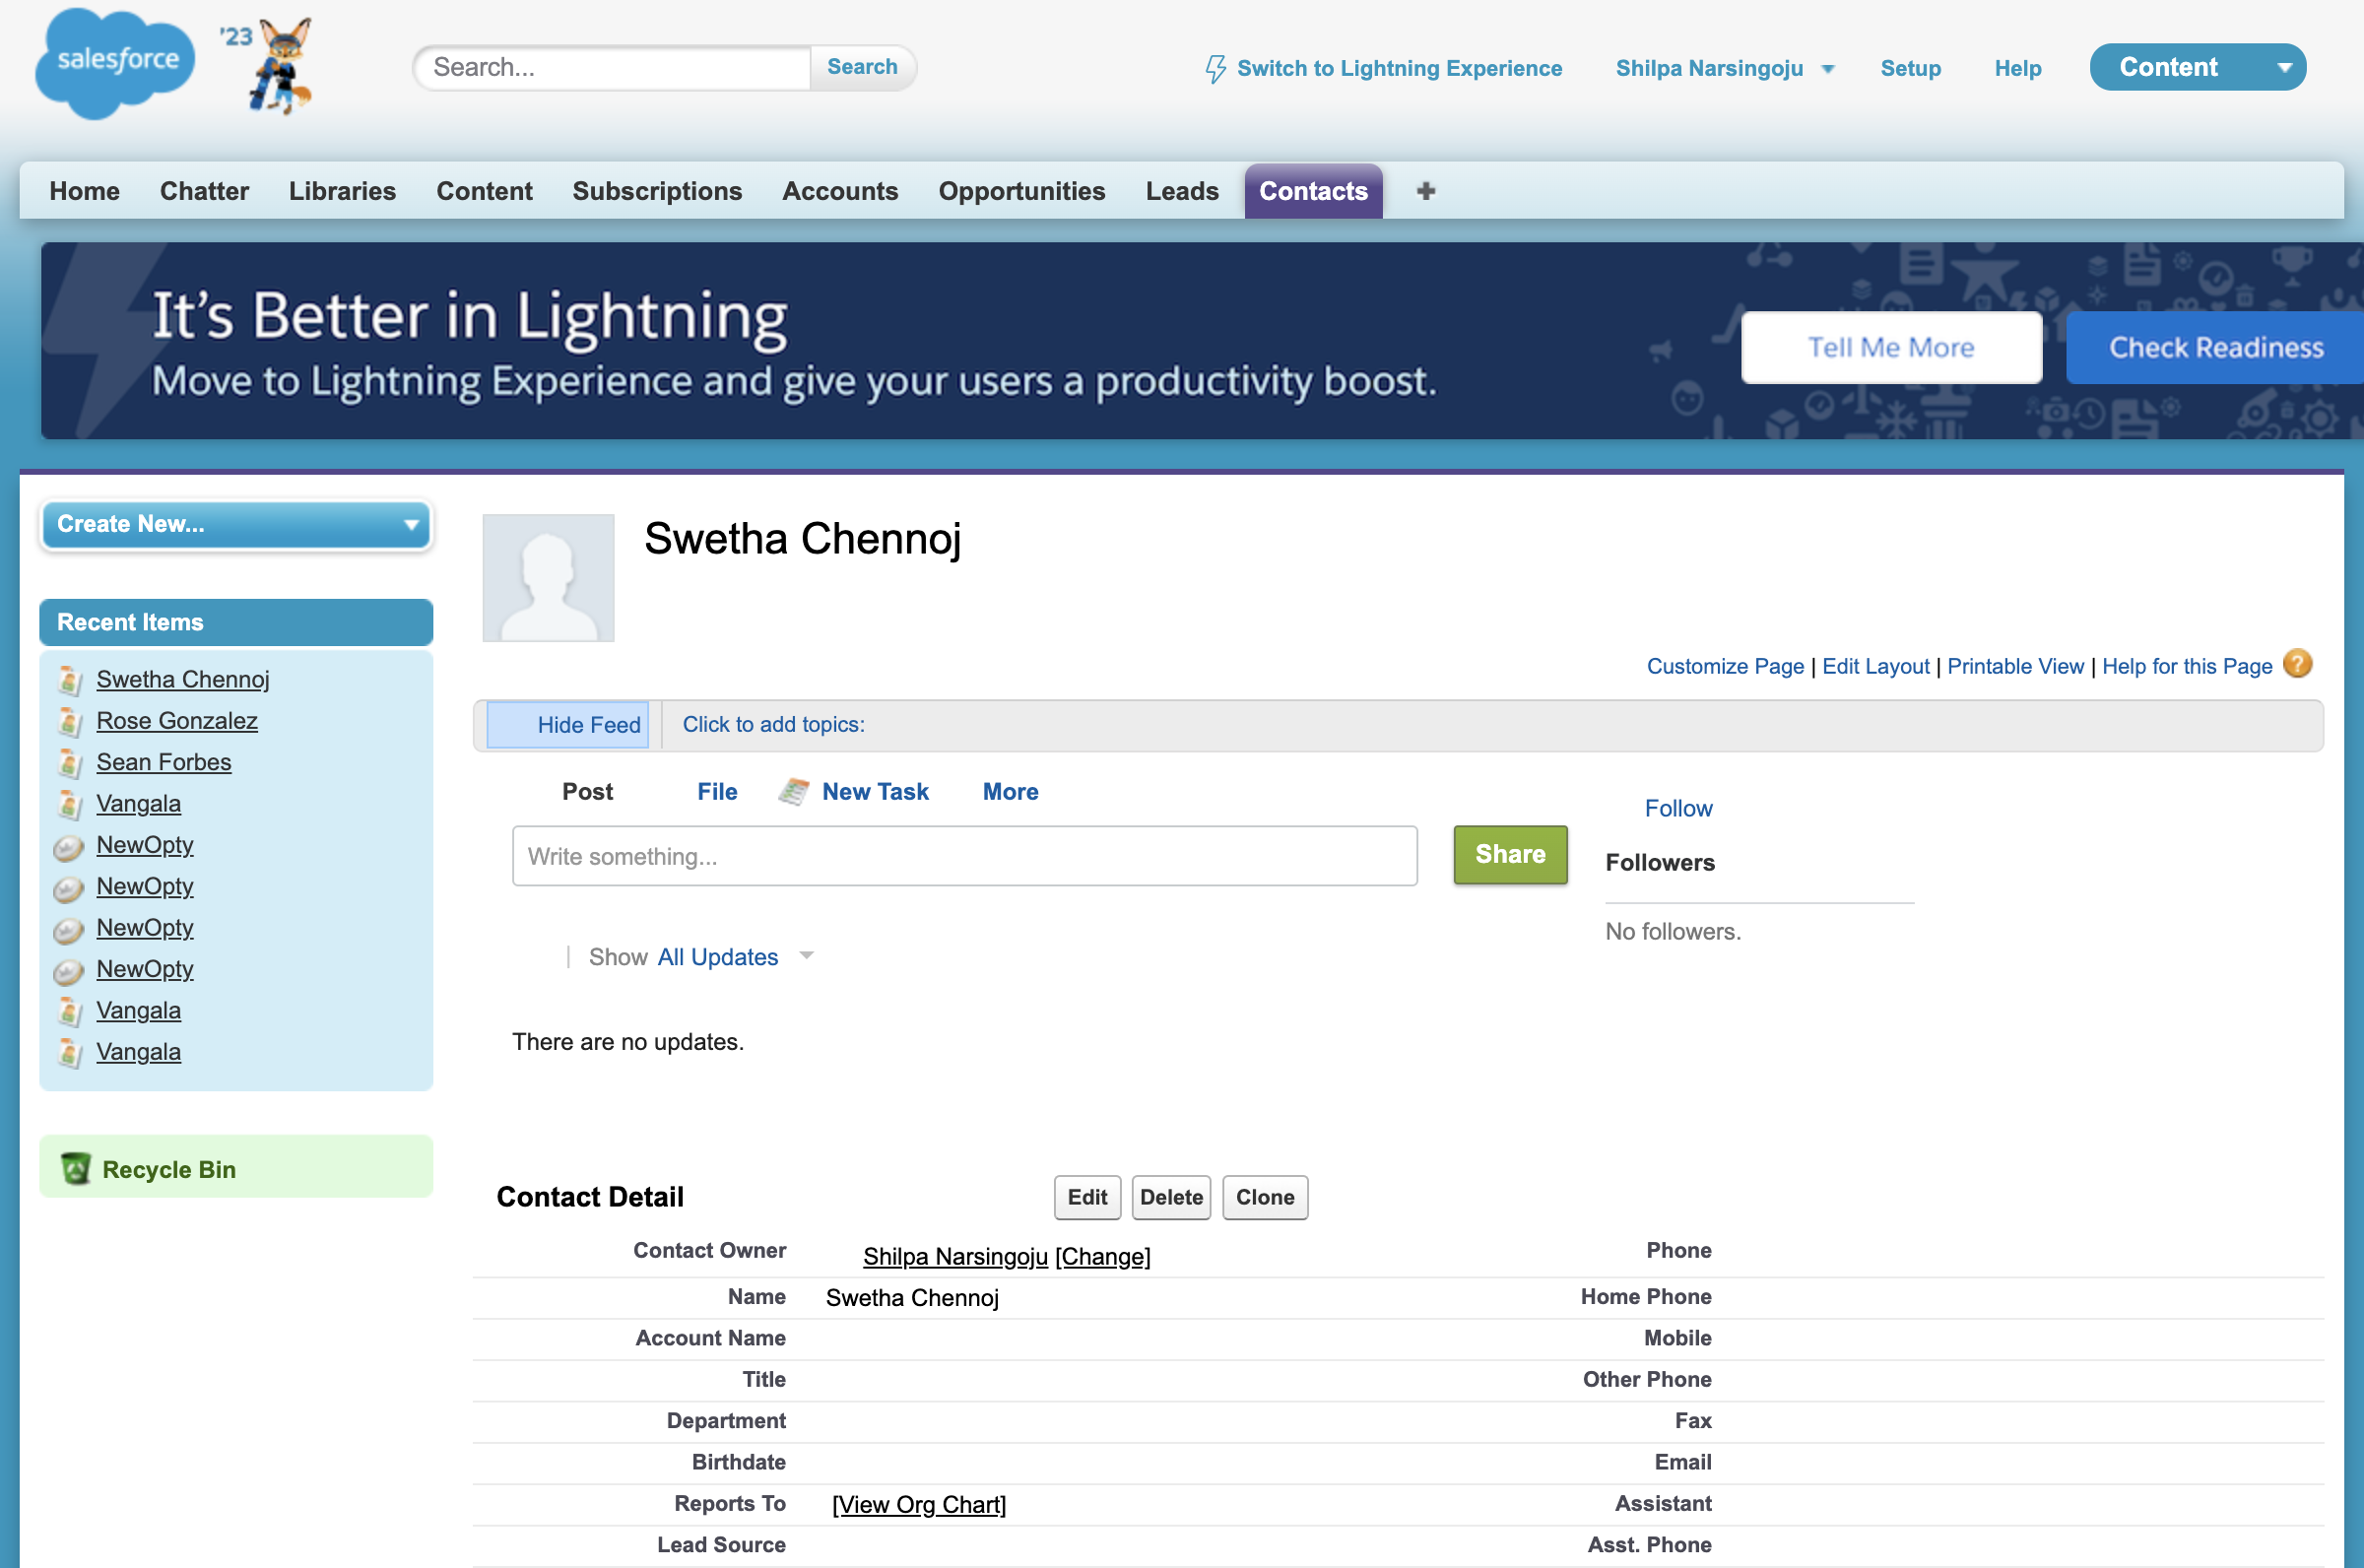 salesforce
'23
Search...
Search
Switch to Lightning Experience
Shilpa Narsingoju
Setup
Help
Content
Home
Chatter
Libraries
Content
Subscriptions
Accounts
Opportunities
Leads
Contacts
+
It's Better in Lightning
Move to Lightning Experience and give your users a productivity boost.
Tell Me More
Check Readiness
Create New...
Recent Items
Swetha Chennoj
Rose Gonzalez
Sean Forbes
Vangala
NewOpty
NewOpty
NewOpty
NewOpty
Vangala
Vangala
Recycle Bin
Swetha Chennoj
Customize Page | Edit Layout | Printable View | Help for this Page ?
Hide Feed
Click to add topics:
Post
File
New Task
More
Write something...
Share
Follow
Followers
No followers.
Show All Updates
There are no updates.
Contact Detail
Edit
Delete
Clone
Contact Owner
Shilpa Narsingoju [Change]
Phone
Name
Swetha Chennoj
Home Phone
Account Name
Mobile
Title
Other Phone
Department
Fax
Birthdate
Email
Reports To
[View Org Chart]
Assistant
Lead Source
Asst. Phone